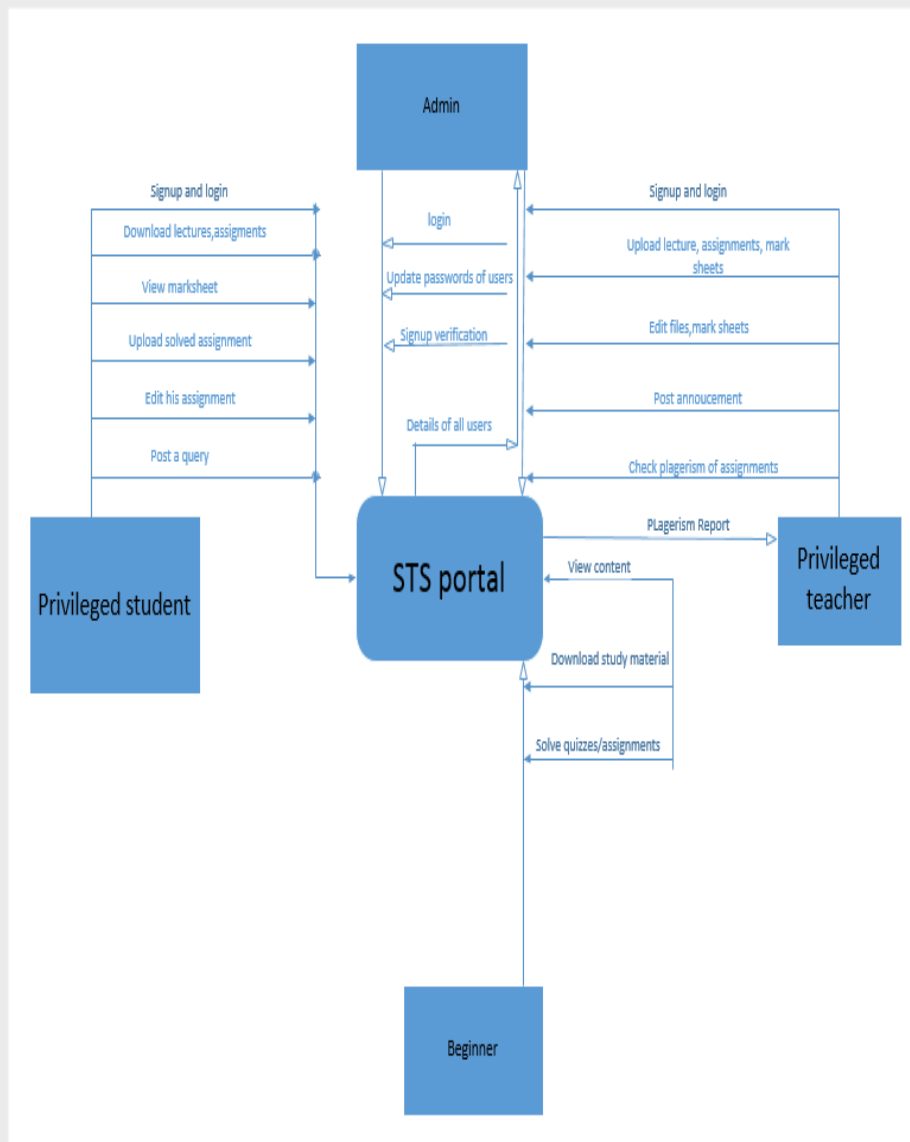 Admin
Signup and login
Download lectures,assigments
View marksheet
Upload solved assignment
Edit his assignment
Post a query
login
Update passwords of users
Signup verification
Details of all users
Signup and login
Upload lecture, assignments, mark
sheets
Edit files,mark sheets
Post annoucement
Check plagerism of assignments
Privileged student
STS portal
PLagerism Report
Privileged
teacher
View content
Download study material
Solve quizzes/assignments
Beginner